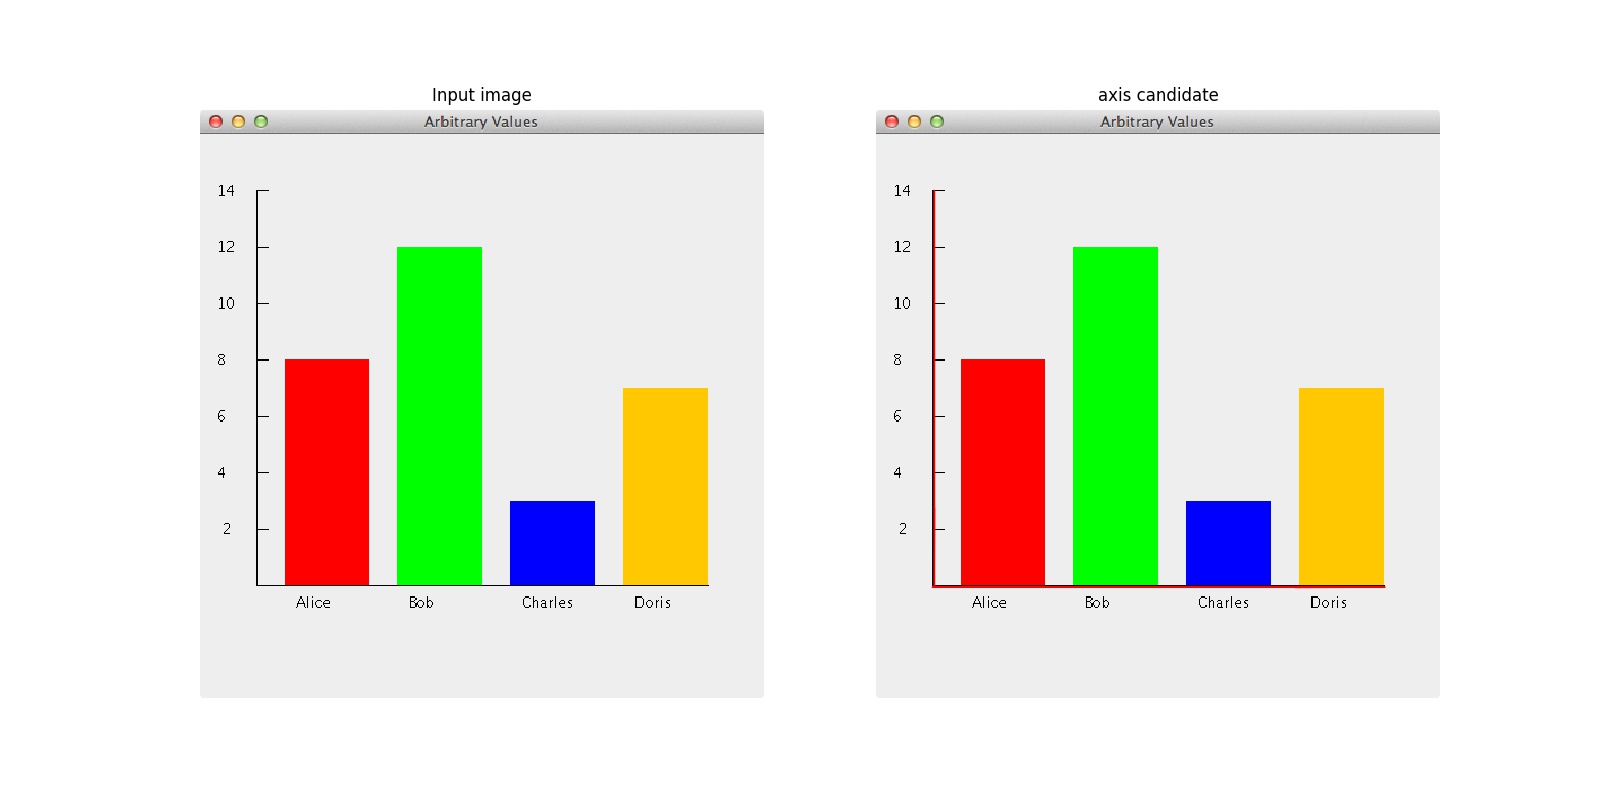 Input image
Arbitrary Values
14
12
10
8
6
4
2
Alice Bob Charles Doris
axis candidate
Arbitrary Values
14
12
10
8
6
4
2
Alice Bob Charles Doris